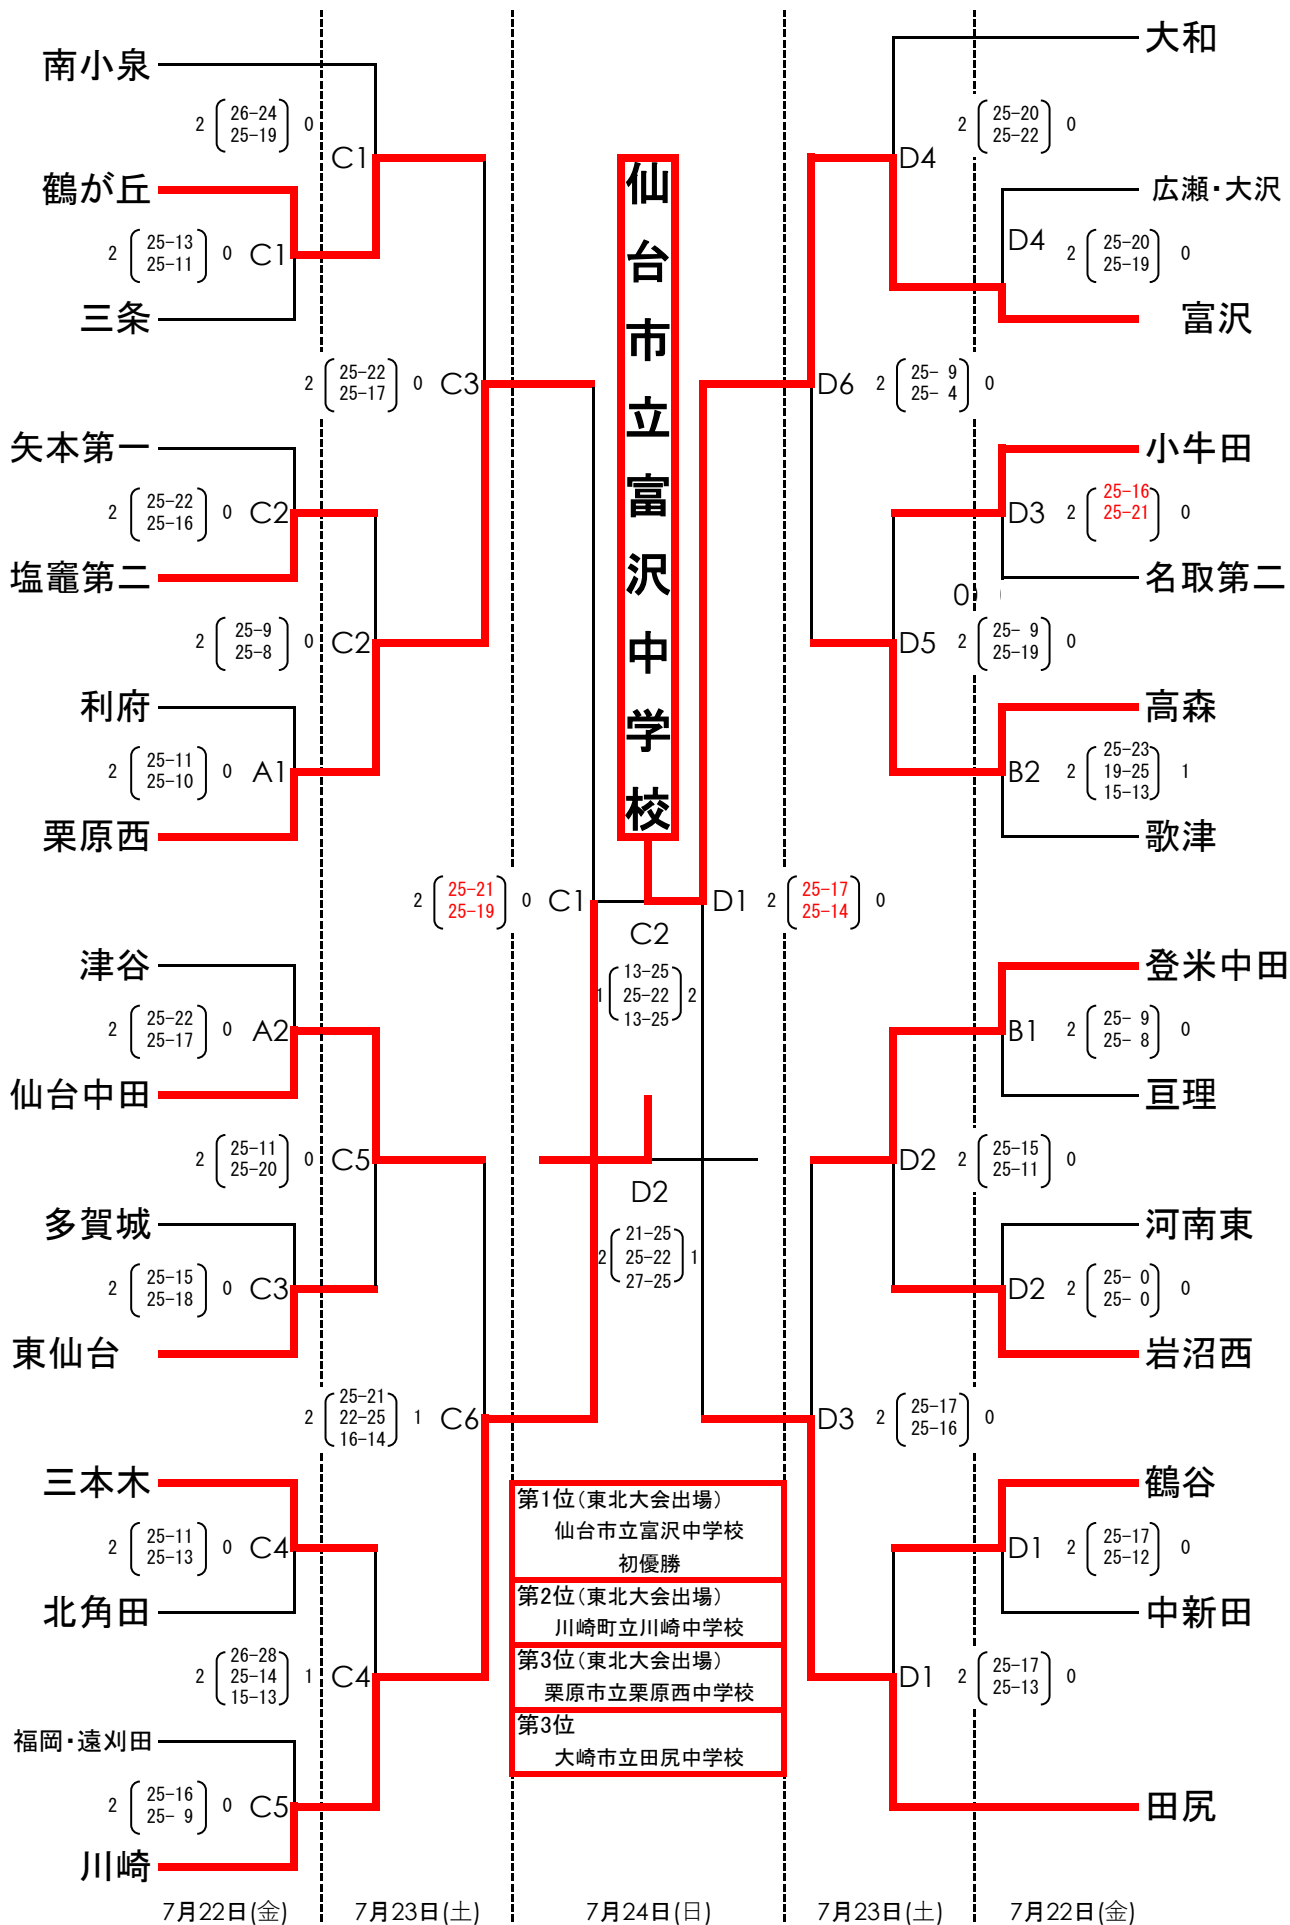 南小泉
2 26-24 0
25-19
C1
鶴が丘
2 25-13 0
25-11
C1
三条
2 25-22 0
25-17
C3
矢本第一
2 25-22 0
25-16
C2
塩竈第二
2 25-9 0
25-8
C2
利府
2 25-11 0
25-10
A1
栗原西
2 25-21 0
25-19
C1
津谷
2 25-22 0
25-17
A2
仙台中田
2 25-11 0
25-20
C5
多賀城
2 25-15 0
25-18
C3
東仙台
2 25-21 1
22-25
16-14
C6
三本木
2 25-11 0
25-13
C4
北角田
2 26-28 1
25-14
15-13
C4
福岡・遠刈田
2 25-16 0
25- 9
C5
川崎
仙台市立富沢中学校
C2
1 13-25 2
25-22
13-25
D2
2 21-25 1
25-22
27-25
第1位(東北大会出場)
仙台市立富沢中学校
初優勝
第2位(東北大会出場)
川崎町立川崎中学校
第3位(東北大会出場)
栗原市立栗原西中学校
第3位
大崎市立田尻中学校
大和
D4
2 25-20 0
25-22
広瀬・大沢
D4
2 25-20 0
25-19
富沢
D6
2 25- 9 0
25- 4
小牛田
D3
2 25-16 0
25-21
名取第二
0
D5
2 25- 9 0
25-19
高森
B2
2 25-23 1
19-25
15-13
歌津
D1
2 25-17 0
25-14
登米中田
B1
2 25- 9 0
25- 8
亘理
D2
2 25-15 0
25-11
河南東
D2
2 25- 0 0
25- 0
岩沼西
D3
2 25-17 0
25-16
鶴谷
D1
2 25-17 0
25-12
中新田
D1
2 25-17 0
25-13
田尻
7月22日(金)
7月23日(土)
7月24日(日)
7月23日(土)
7月22日(金)